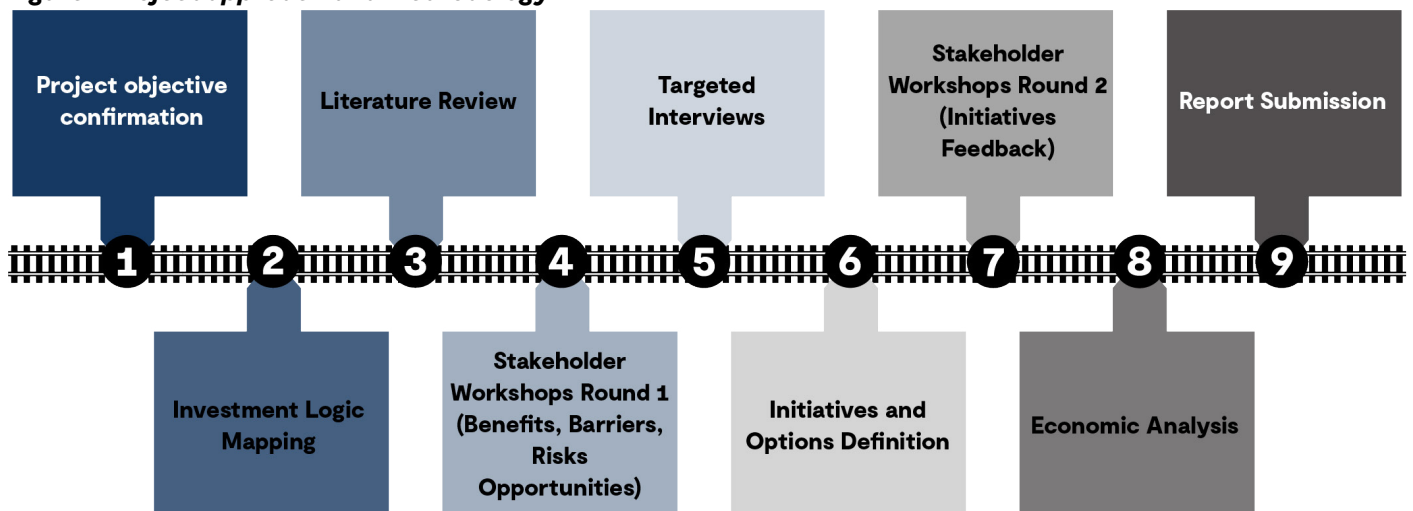 Project objective
confirmation
Literature Review
Targeted
Interviews
Stakeholder
Workshops Round 2
(Initiatives
Feedback)
Report Submission
1
2
3
4
5
6
7
8
9
Investment Logic
Mapping
Stakeholder
Workshops Round 1
(Benefits, Barriers,
Risks
Opportunities)
Initiatives and
Options Definition
Economic Analysis